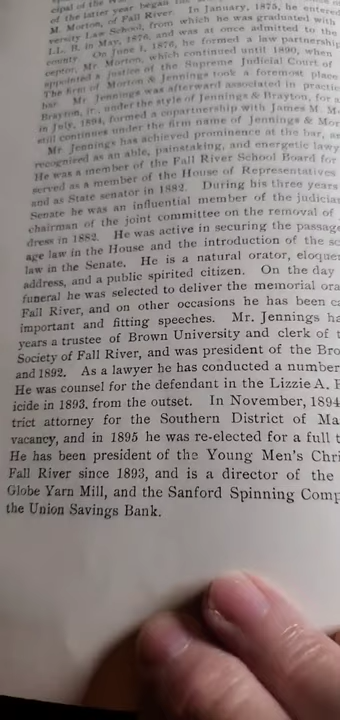 of the latter year began
In January, 1875, he entered
M. Morton, of Fall River, from which he was graduated with
versity Law School, and was at once admitted to the
LL. B. in May, 1876, and was at once admitted to the
county. On June 1, 1876, he formed a law partnership
ceptor, Mr. Morton, which continued until 1890, when
appointed a justice of the Supreme Judicial Court of
The firm of Morton & Jennings took a foremost place
bar. Mr. Jennings was afterward associated in practic
Brayton, jr., under the style of Jennings & Brayton, for a
in July, 1894, formed a copartnership with James M. M
still continues under the firm name of Jennings & Mor
Mr. Jennings has achieved prominence at the bar, as
recognized as an able, painstaking, and energetic lawy
He was a member of the Fall River School Board for
served as a member of the House of Representatives
and as State senator in 1882. During his three years
Senate he was an influential member of the judicia
chairman of the joint committee on the removal of
dress in 1882. He was active in securing the passag
age law in the House and the introduction of the sc
law in the Senate. He is a natural orator, eloquen
address, and a public spirited citizen. On the day
funeral he was selected to deliver the memorial ora
Fall River, and on other occasions he has been ca
important and fitting speeches. Mr. Jennings ha
years a trustee of Brown University and clerk of t
Society of Fall River, and was president of the Bro
and 1892. As a lawyer he has conducted a number
He was counsel for the defendant in the Lizzie A. B
icide in 1893, from the outset. In November, 1894
trict attorney for the Southern District of Ma
vacancy, and in 1895 he was re-elected for a full t
He has been president of the Young Men's Chri
Fall River since 1893, and is a director of the
Globe Yarn Mill, and the Sanford Spinning Comp
the Union Savings Bank.